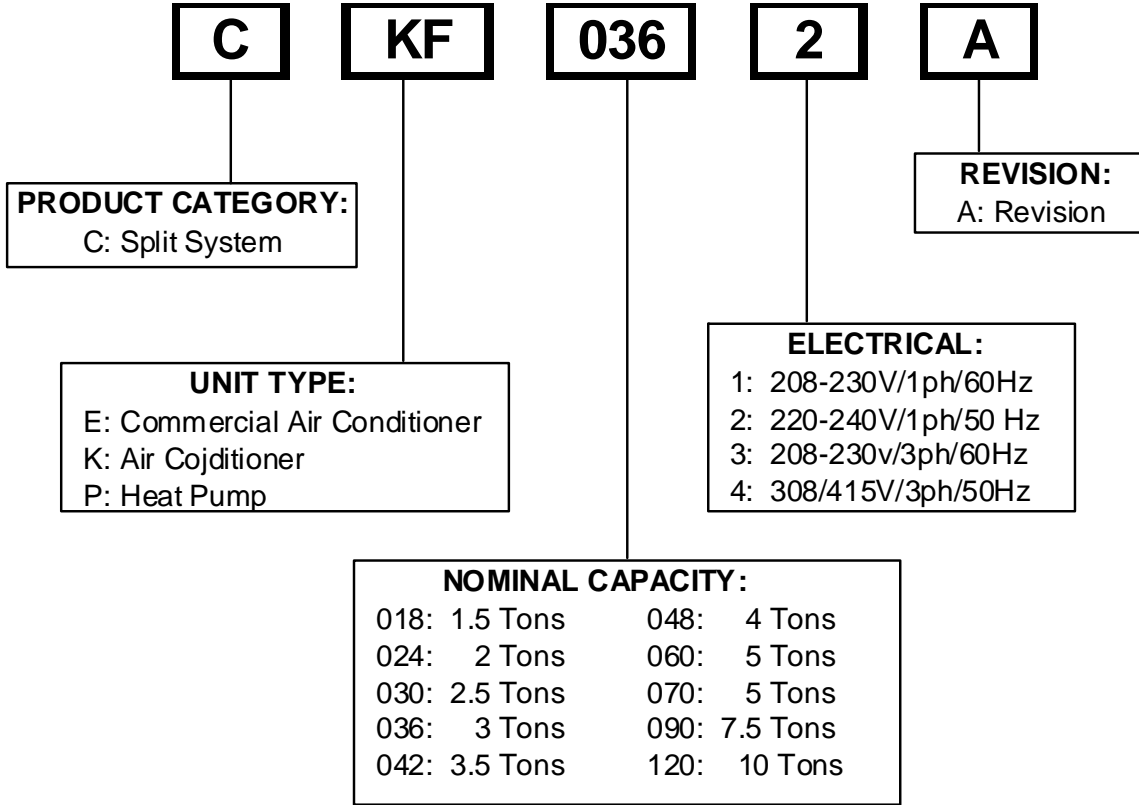 C KF 036 2 A
PRODUCT CATEGORY:
C: Split System
REVISION:
A: Revision
UNIT TYPE:
E: Commercial Air Conditioner
K: Air Cojditioner
P: Heat Pump
ELECTRICAL:
1: 208-230V/1ph/60Hz
2: 220-240V/1ph/50 Hz
3: 208-230v/3ph/60Hz
4: 308/415V/3ph/50Hz
NOMINAL CAPACITY:
018: 1.5 Tons 048: 4 Tons
024: 2 Tons 060: 5 Tons
030: 2.5 Tons 070: 5 Tons
036: 3 Tons 090: 7.5 Tons
042: 3.5 Tons 120: 10 Tons